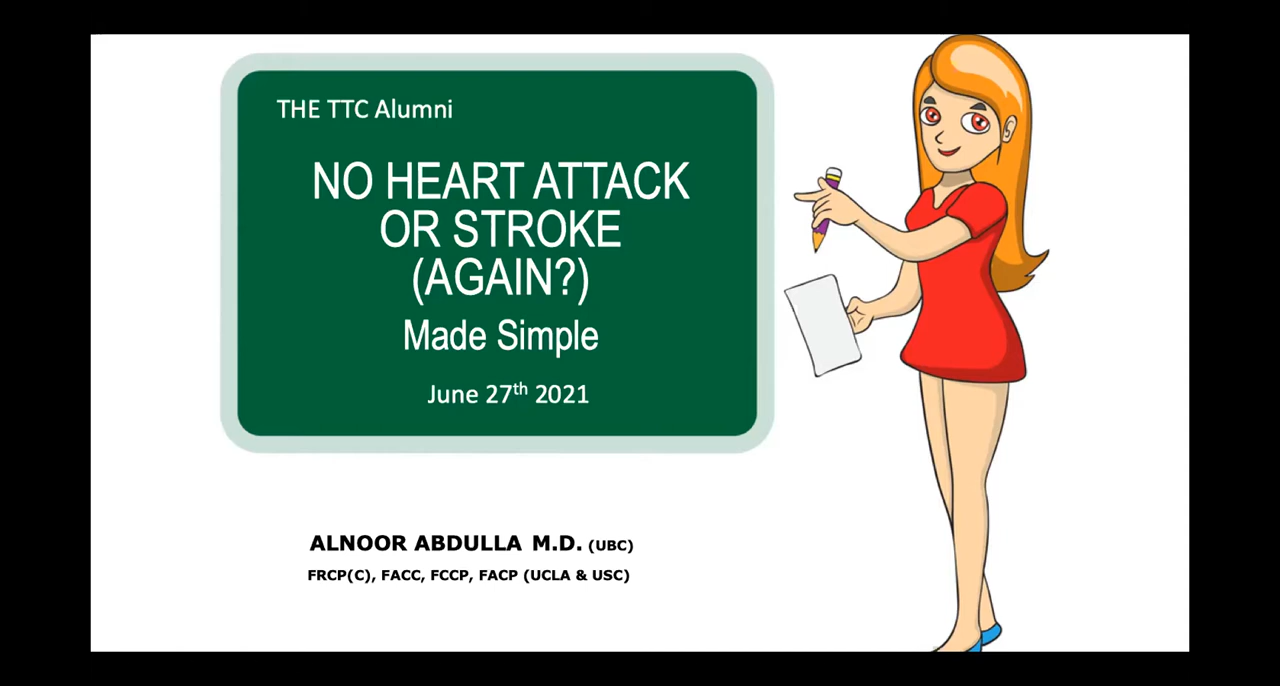 THE TTC Alumni
NO HEART ATTACK
OR STROKE
(AGAIN?)
Made Simple
June 27th 2021
ALNOOR ABDULLA M.D. (UBC)
FRCP(C), FACC, FCCP, FACP (UCLA & USC)